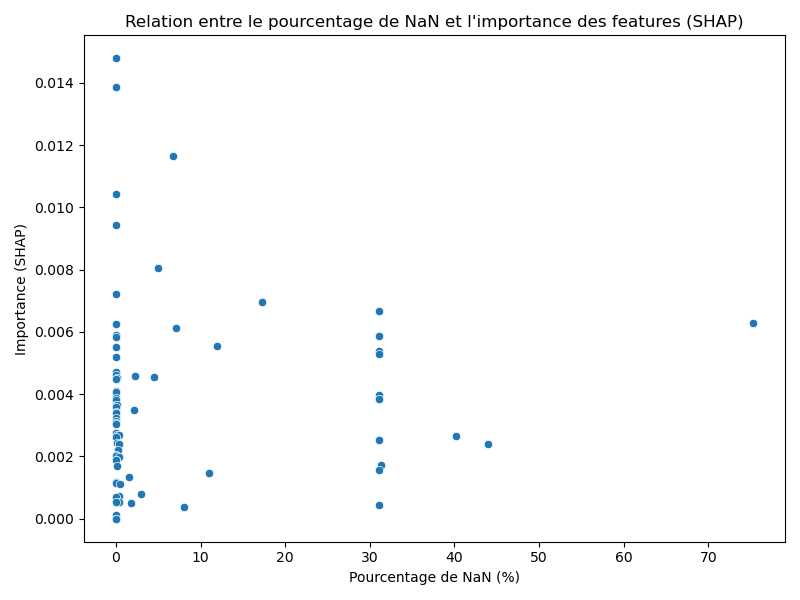 Relation entre le pourcentage de NaN et l'importance des features (SHAP)
Importance (SHAP)
0.014
0.012
0.010
0.008
0.006
0.004
0.002
0.000
0 10 20 30 40 50 60 70
Pourcentage de NaN (%)